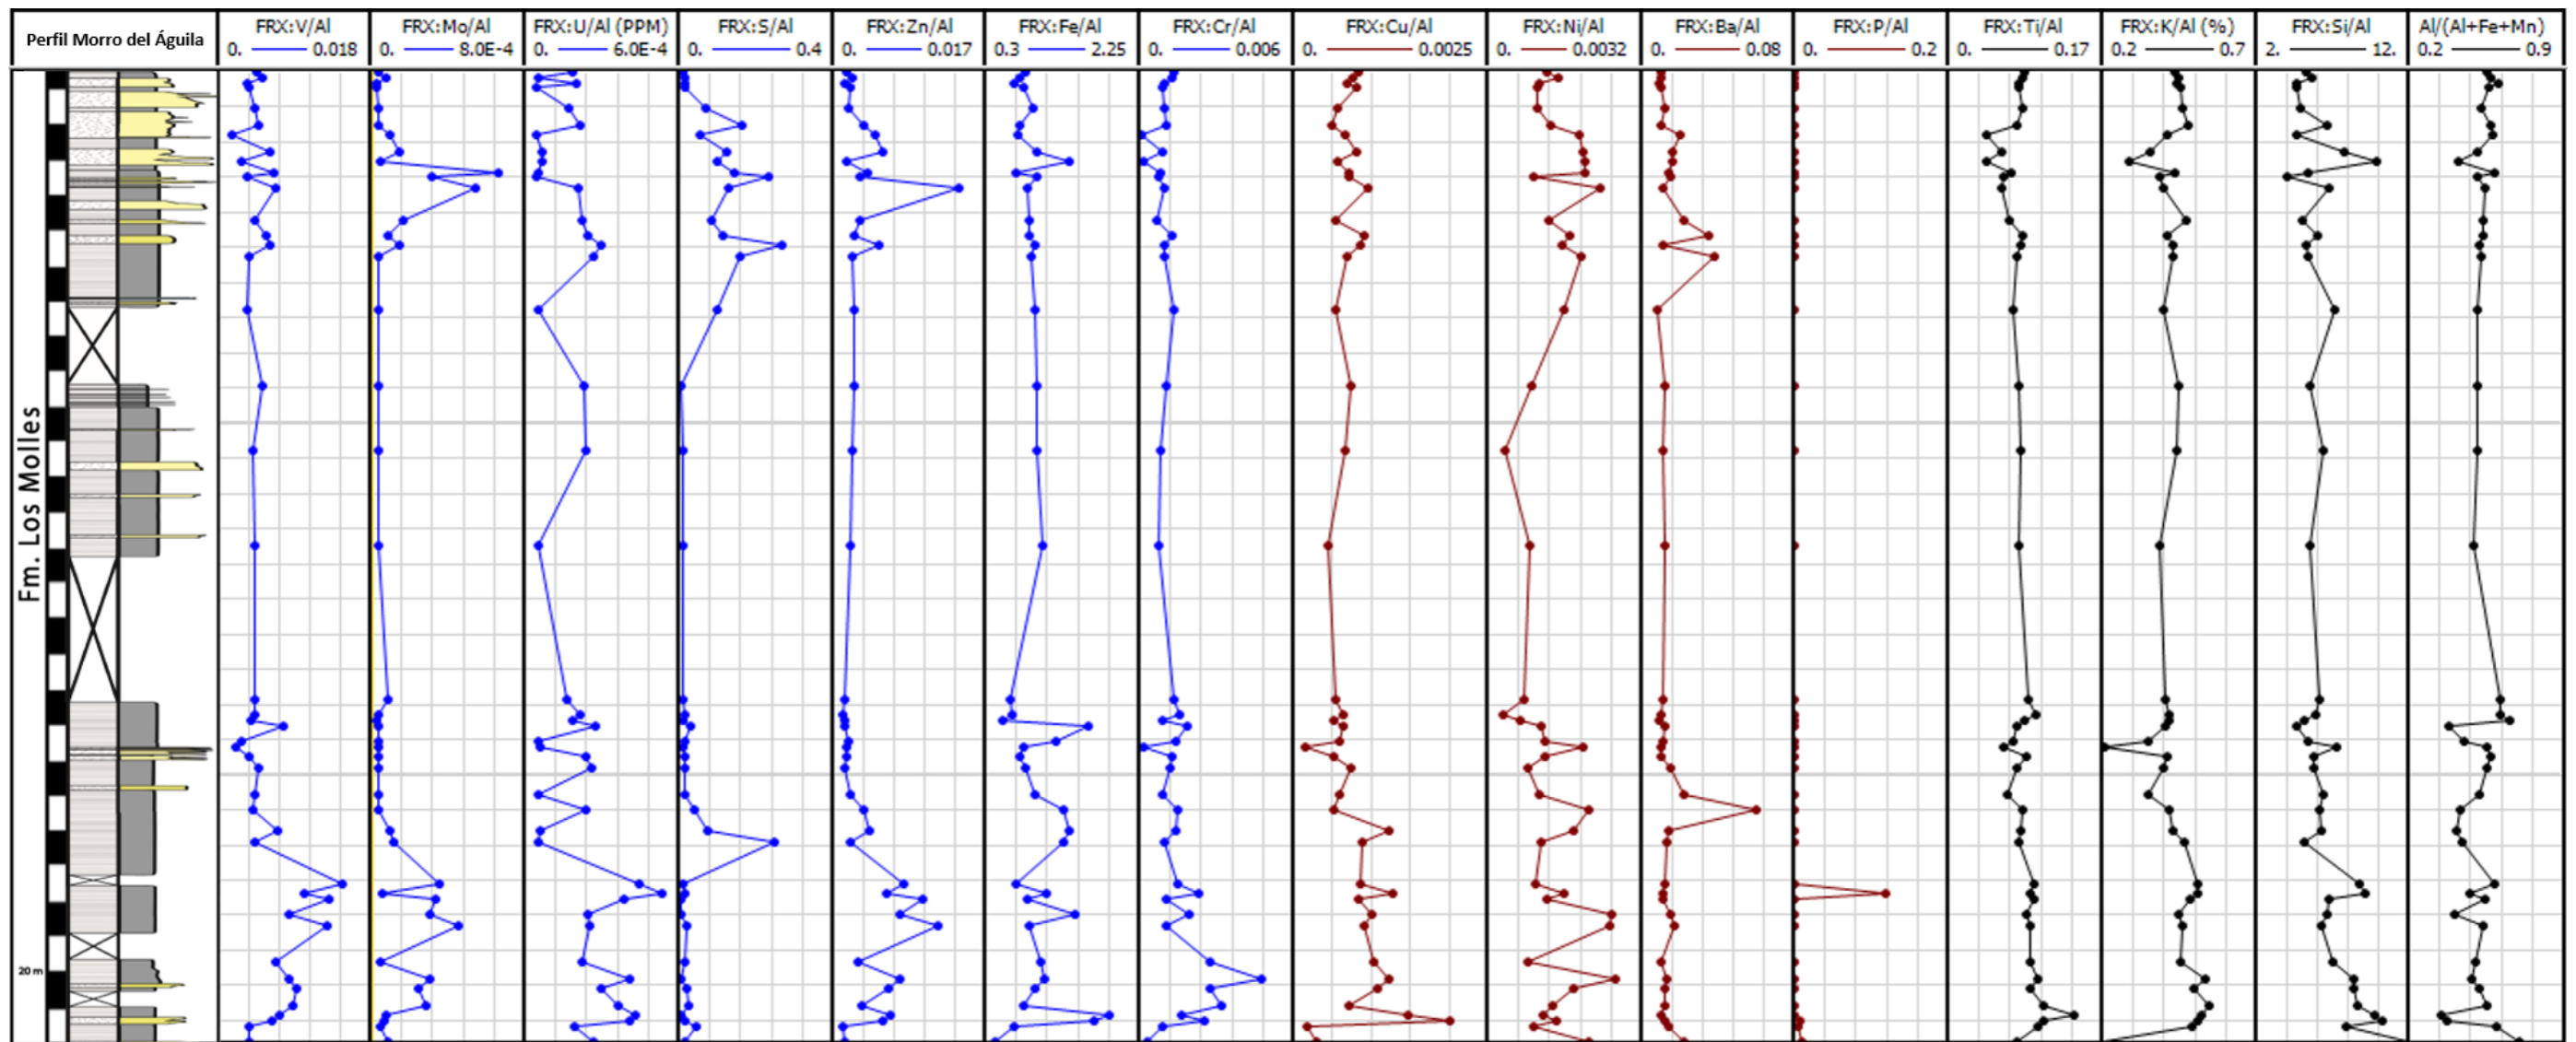 Perfil Morro del Águila
FRX:V/Al
0. 0.018
FRX:Mo/Al
0. 8.0E-4
FRX:U/Al (PPM)
0. 6.0E-4
FRX:S/Al
0. 0.4
FRX:Zn/Al
0. 0.017
FRX:Fe/Al
0.3 2.25
FRX:Cr/Al
0. 0.006
FRX:Cu/Al
0. 0.0025
FRX:Ni/Al
0. 0.0032
FRX:Ba/Al
0. 0.08
FRX:P/Al
0. 0.2
FRX:Ti/Al
0. 0.17
FRX:K/Al (%)
0.2 0.7
FRX:Si/Al
2. 12.
Al/(Al+Fe+Mn)
0.2 0.9
Fm. Los Molles
20 m